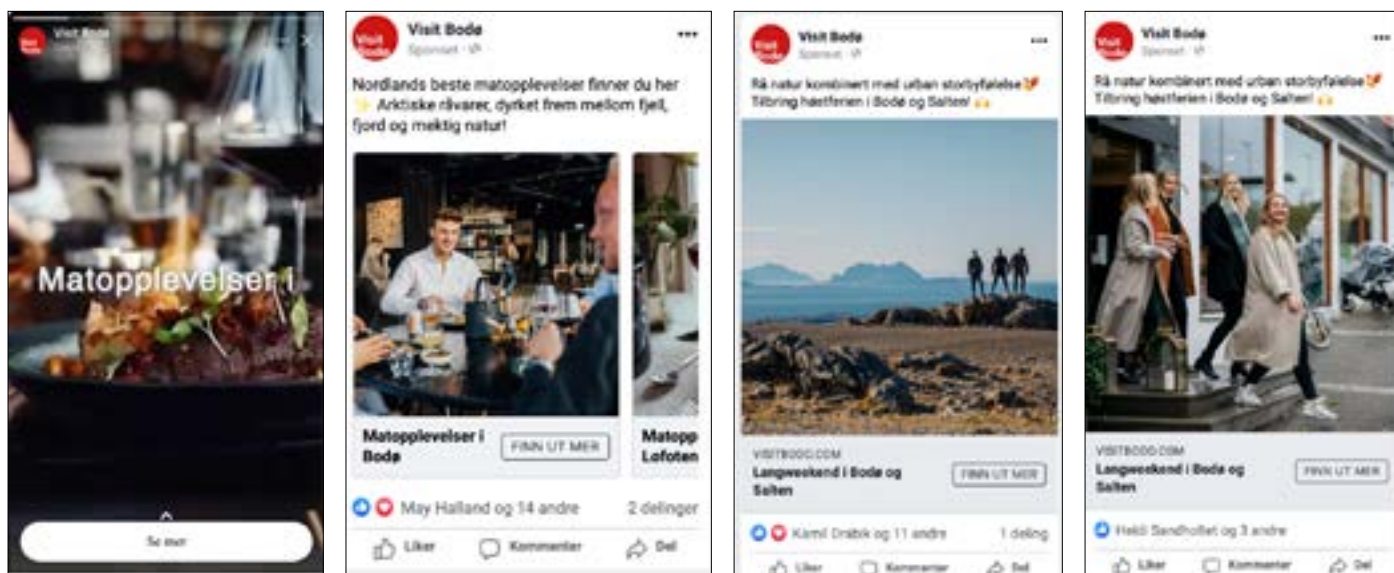 Visit Bodø
Matopplevelser i
Se mer
Visit Bodø
Sponset
Nordlands beste matopplevelser finner du her
✨ Arktiske råvarer, dyrket frem mellom fjell,
fjord og mektig natur!
Matopplevelser i
Bodø
FINN UT MER
Matopp
Lofoten
May Halland og 14 andre
2 delinger
Liker
Kommenter
Del
Visit Bodø
Sponset
Rå natur kombinert med urban storbyfølelse🍁
Tilbring høstferien i Bodø og Salten! 🙌
VISITBODO.COM
Langweekend i Bodø og
Salten
FINN UT MER
Kamil Drabik og 11 andre
1 deling
Liker
Kommenter
Del
Visit Bodø
Sponset
Rå natur kombinert med urban storbyfølelse🍁
Tilbring høstferien i Bodø og Salten! 🙌
VISITBODO.COM
Langweekend i Bodø og
Salten
FINN UT MER
og 3 andre
Liker
Kommenter
Del